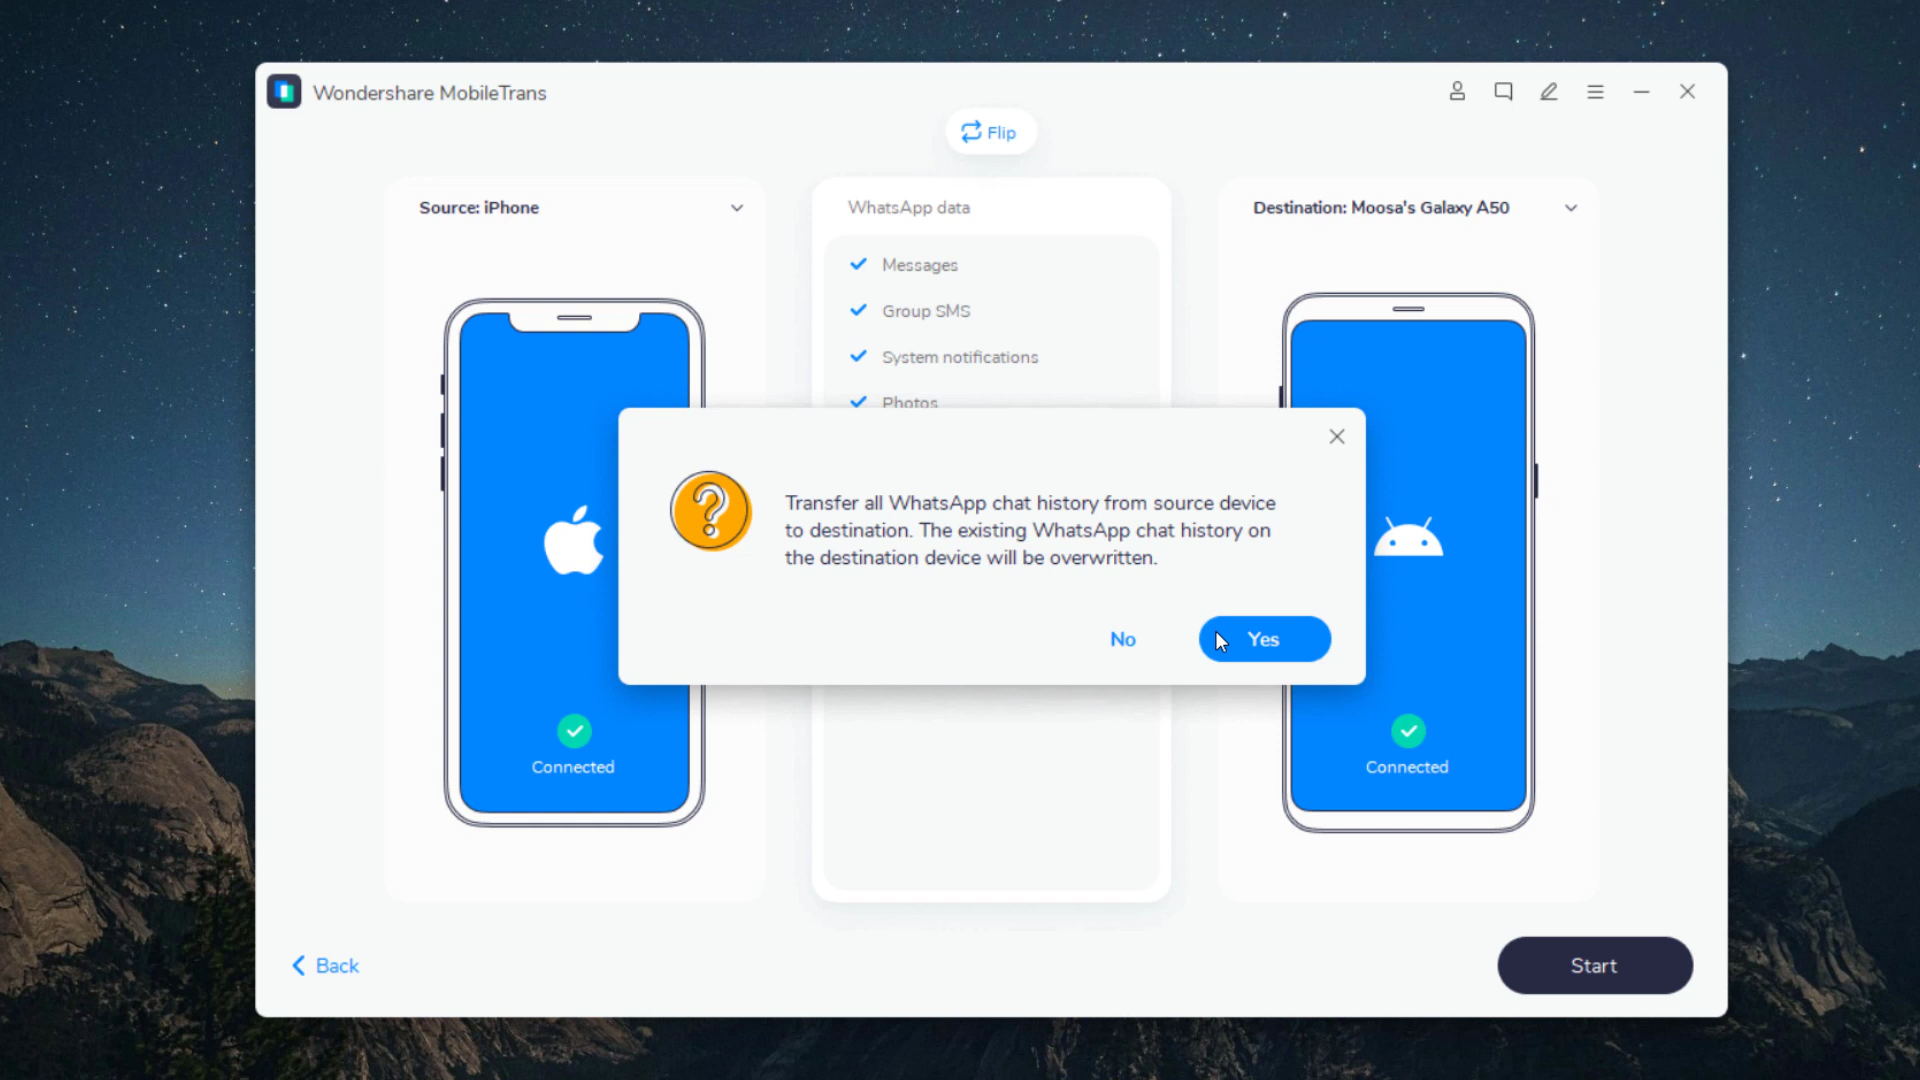 Wondershare MobileTrans
Flip
Source: iPhone
WhatsApp data
Destination: Moosa's Galaxy A50
Messages
Group SMS
System notifications
Photos
Transfer all WhatsApp chat history from source device
to destination. The existing WhatsApp chat history on
the destination device will be overwritten.
No
Yes
Connected
Connected
Back
Start